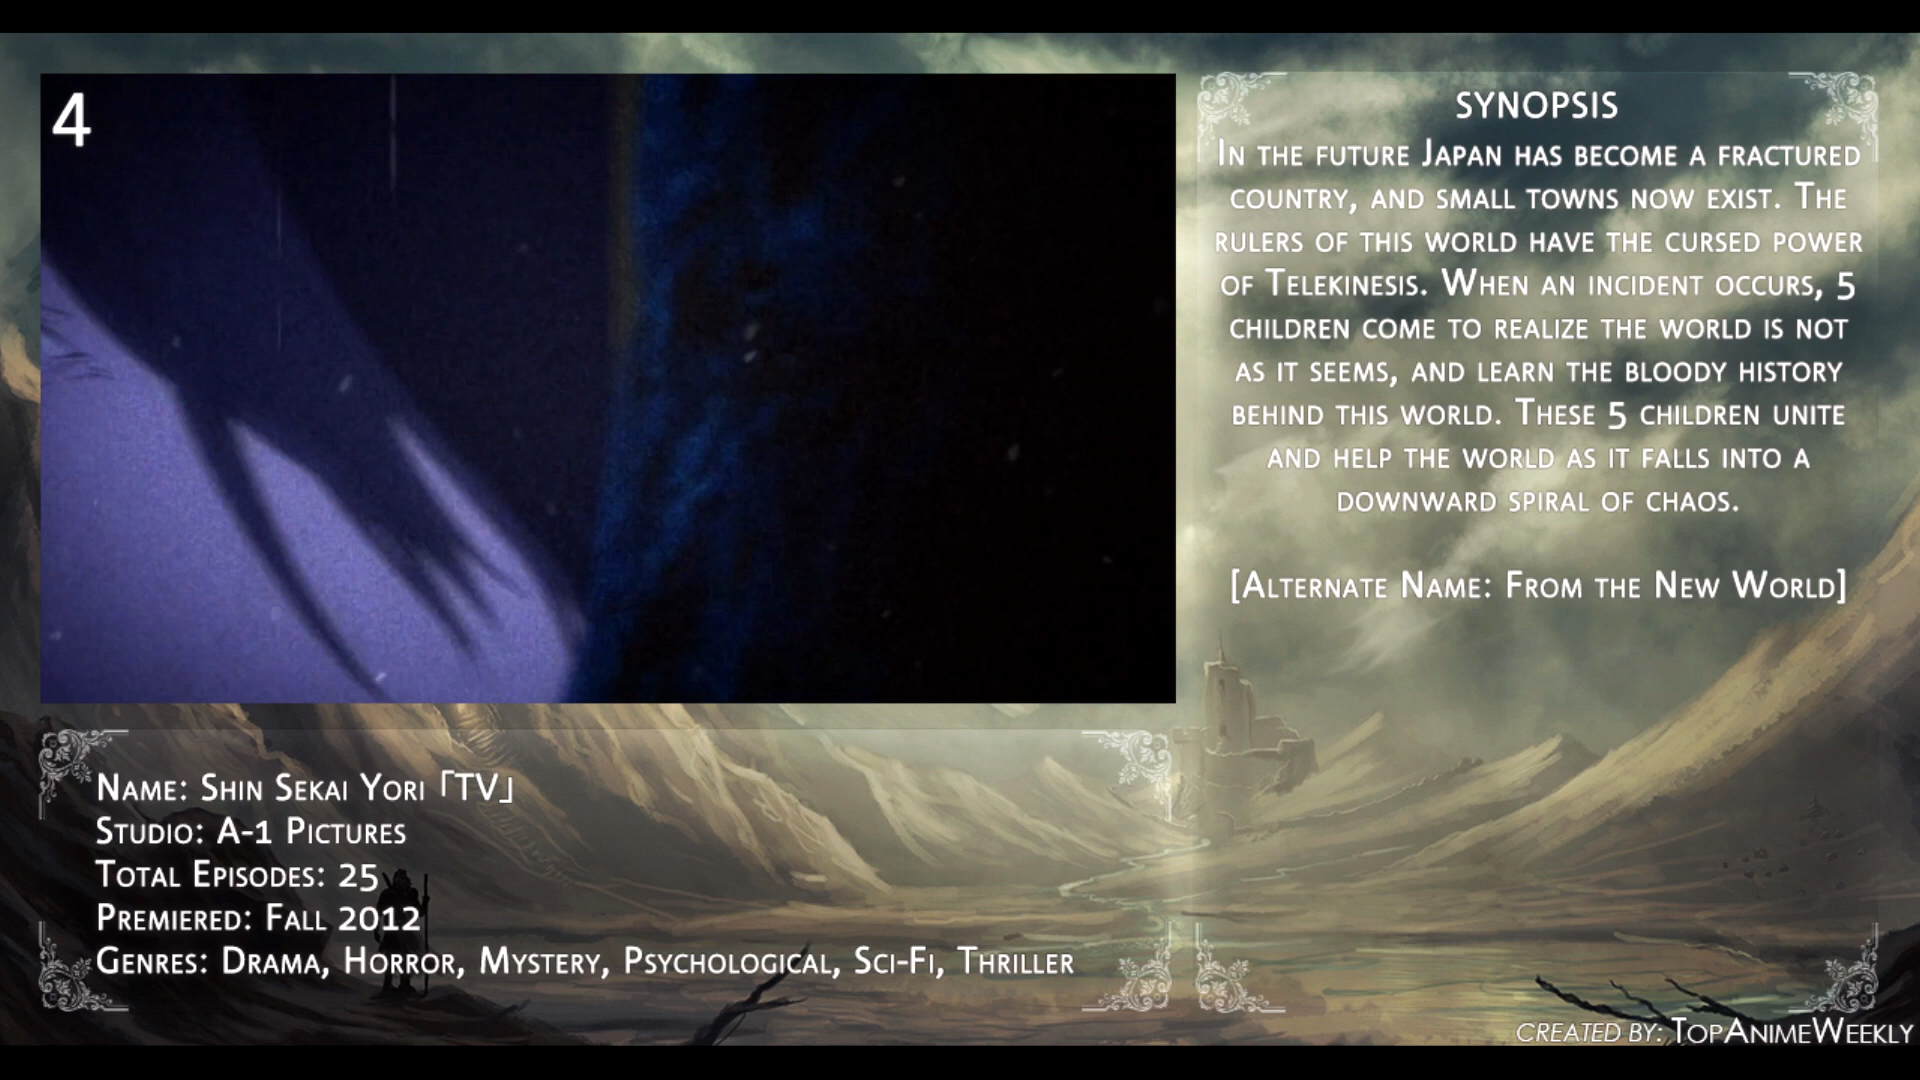 4
SYNOPSIS
In the future Japan has become a fractured
country, and small towns now exist. The
rulers of this world have the cursed power
of Telekinesis. When an incident occurs, 5
children come to realize the world is not
as it seems, and learn the bloody history
behind this world. These 5 children unite
and help the world as it falls into a
downward spiral of chaos.
[Alternate Name: From the New World]
Name: Shin Sekai Yori「TV」
Studio: A-1 Pictures
Total Episodes: 25
Premiered: Fall 2012
Genres: Drama, Horror, Mystery, Psychological, Sci-Fi, Thriller
CREATED BY: TopAnimeWeekly